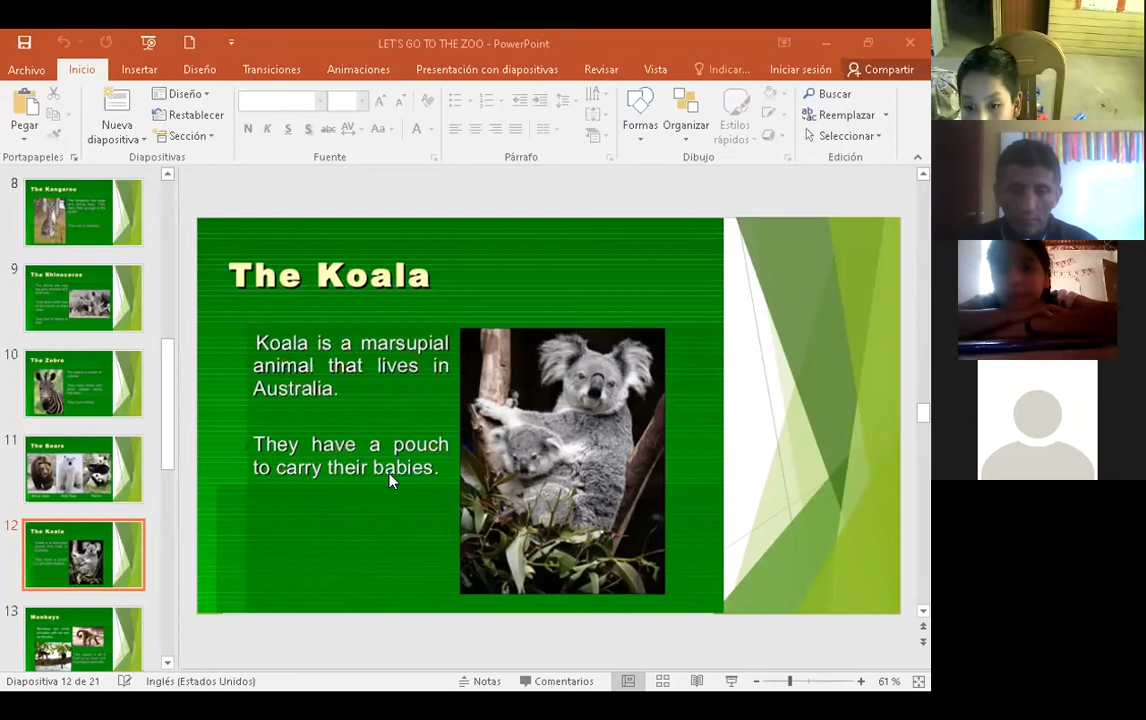 LET'S GO TO THE ZOO - PowerPoint
Archivo Inicio Insertar Diseño Transiciones Animaciones Presentación con diapositivas Revisar Vista Indicar... Iniciar sesión Compartir
Pegar
Nueva diapositiva
Diseño
Restablecer
Sección
N K S S abc AV Aa A
Formas
Organizar
Estilos rápidos
Buscar
Reemplazar
Seleccionar
Portapapeles Diapositivas Fuente Párrafo Dibujo Edición
8
The Kangaroo
9
The Rhinoceros
10
The Zebra
11
The Bears
12
The Koala
13
Monkeys
The Koala
Koala is a marsupial
animal that lives in
Australia.
They have a pouch
to carry their babies.
Diapositiva 12 de 21 Inglés (Estados Unidos) Notas Comentarios 61 %